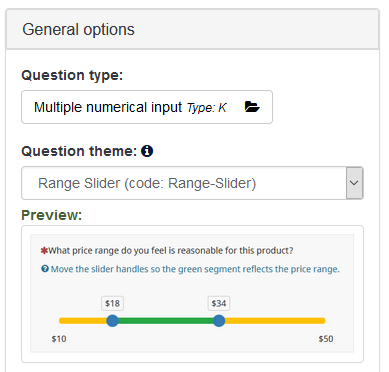 General options
Question type:
Multiple numerical input Type: K
Question theme:
Range Slider (code: Range-Slider)
Preview:
✱What price range do you feel is reasonable for this product?
Move the slider handles so the green segment reflects the price range.
$18 $34
$10 $50